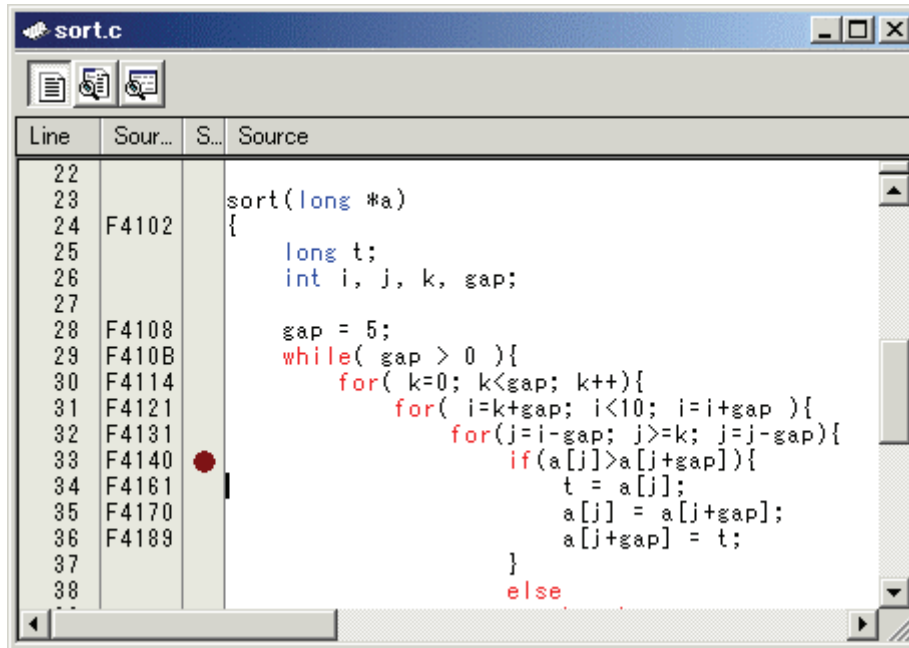 sort.c
Line Sour... S... Source
22
23 sort(long *a)
24 F4102 {
25 long t;
26 int i, j, k, gap;
27
28 F4108 gap = 5;
29 F410B while( gap > 0 ){
30 F4114 for( k=0; k<gap; k++){
31 F4121 for( i=k+gap; i<10; i=i+gap ){
32 F4131 for(j=i-gap; j>=k; j=j-gap){
33 F4140 if(a[j]>a[j+gap]){
34 F4161 t = a[j];
35 F4170 a[j] = a[j+gap];
36 F4189 a[j+gap] = t;
37 }
38 else